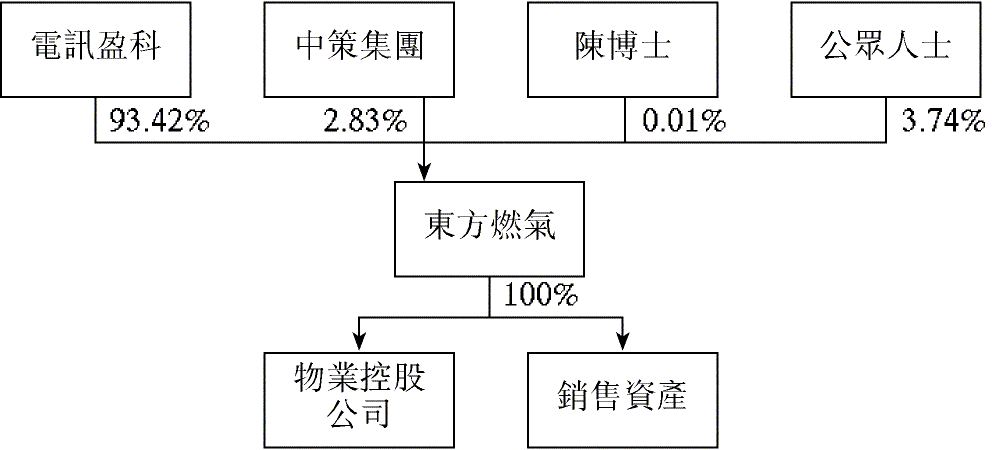 電訊盈科
中策集團
陳博士
公眾人士
93.42%
2.83%
0.01%
3.74%
東方燃氣
100%
物業控股
公司
銷售資產